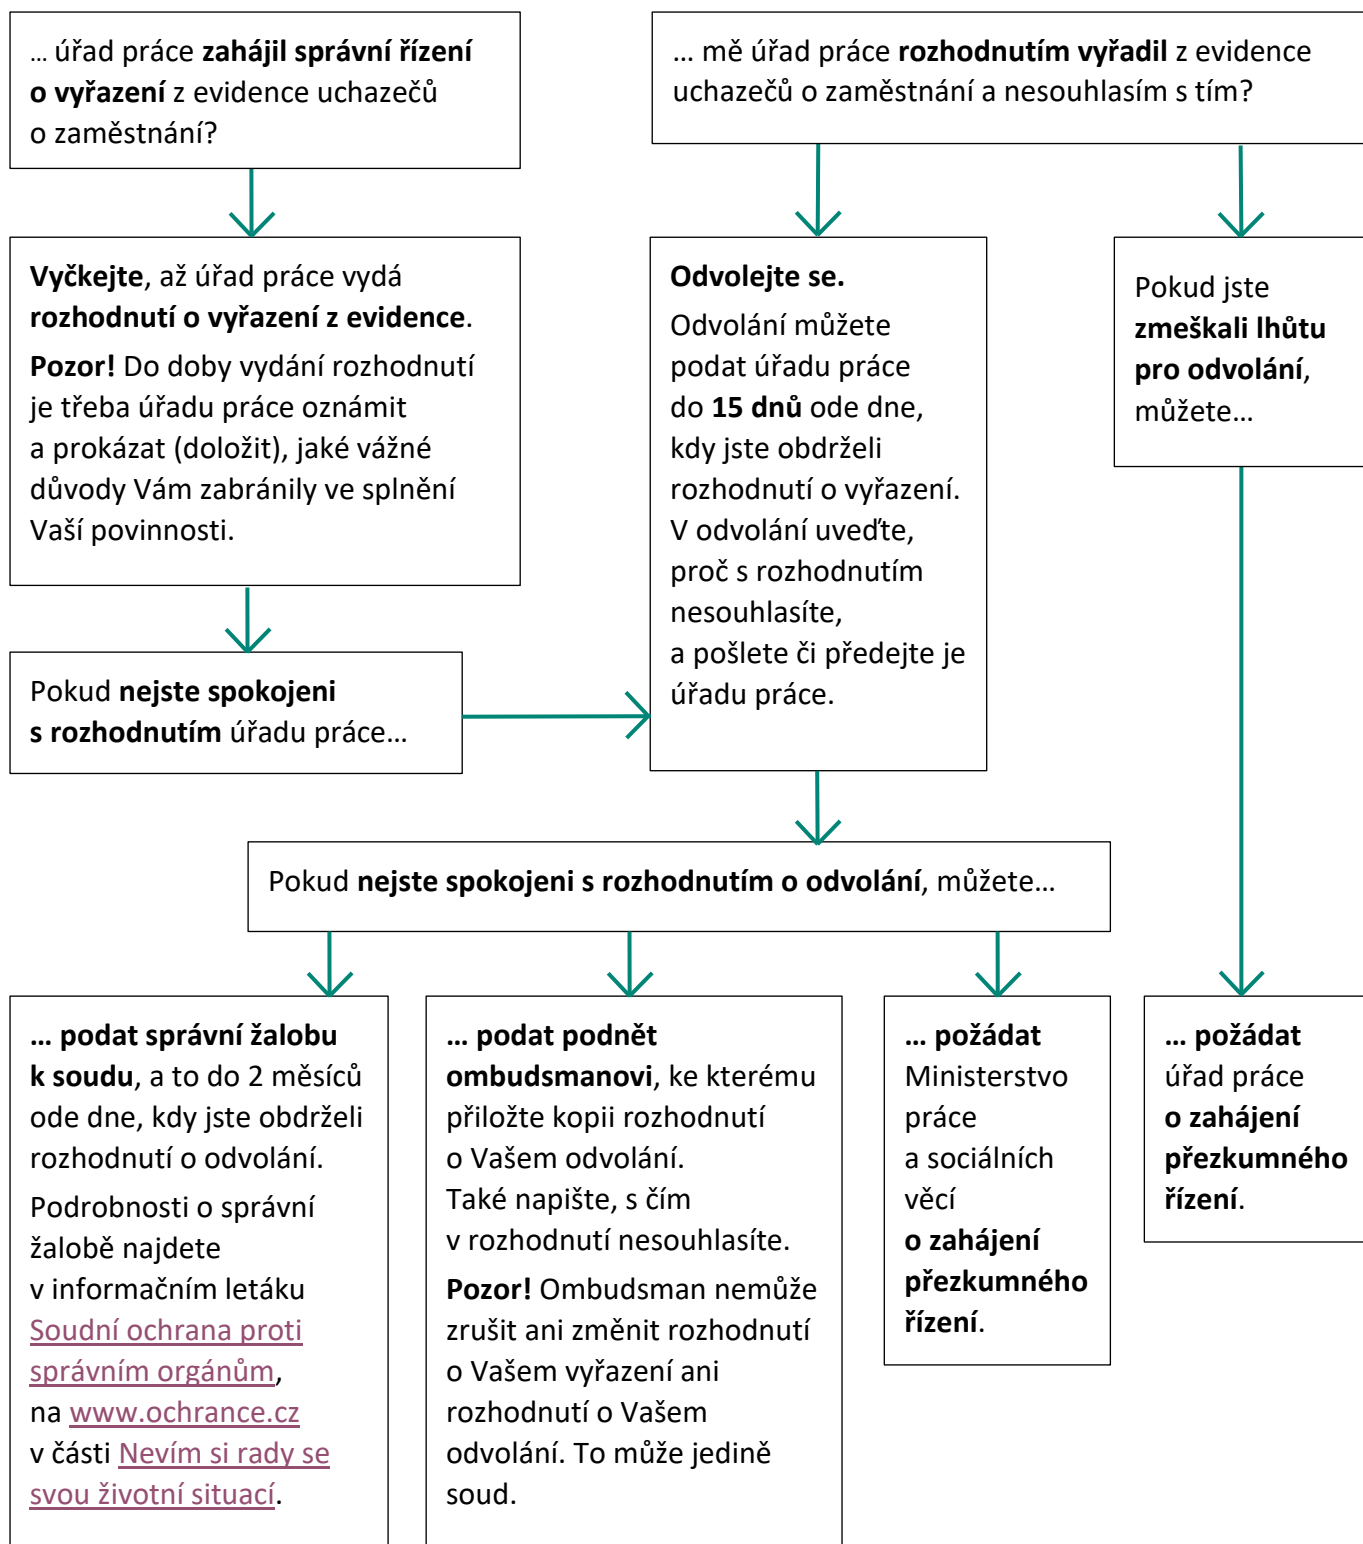 … úřad práce zahájil správní řízení
o vyřazení z evidence uchazečů
o zaměstnání?
… mě úřad práce rozhodnutím vyřadil z evidence
uchazečů o zaměstnání a nesouhlasím s tím?
Vyčkejte, až úřad práce vydá
rozhodnutí o vyřazení z evidence.
Pozor! Do doby vydání rozhodnutí
je třeba úřadu práce oznámit
a prokázat (doložit), jaké vážné
důvody Vám zabránily ve splnění
Vaší povinnosti.
Odvolejte se.
Odvolání můžete
podat úřadu práce
do 15 dnů ode dne,
kdy jste obdrželi
rozhodnutí o vyřazení.
V odvolání uveďte,
proč s rozhodnutím
nesouhlasíte,
a pošlete či předejte je
úřadu práce.
Pokud jste
zmeškali lhůtu
pro odvolání,
můžete…
Pokud nejste spokojeni
s rozhodnutím úřadu práce…
Pokud nejste spokojeni s rozhodnutím o odvolání, můžete…
… podat správní žalobu
k soudu, a to do 2 měsíců
ode dne, kdy jste obdrželi
rozhodnutí o odvolání.
Podrobnosti o správní
žalobě najdete
v informačním letáku
Soudní ochrana proti
správním orgánům,
na www.ochrance.cz
v části Nevím si rady se
svou životní situací.
… podat podnět
ombudsmanovi, ke kterému
přiložte kopii rozhodnutí
o Vašem odvolání.
Také napište, s čím
v rozhodnutí nesouhlasíte.
Pozor! Ombudsman nemůže
zrušit ani změnit rozhodnutí
o Vašem vyřazení ani
rozhodnutí o Vašem
odvolání. To může jedině
soud.
… požádat
Ministerstvo
práce
a sociálních
věcí
o zahájení
přezkumného
řízení.
… požádat
úřad práce
o zahájení
přezkumného
řízení.